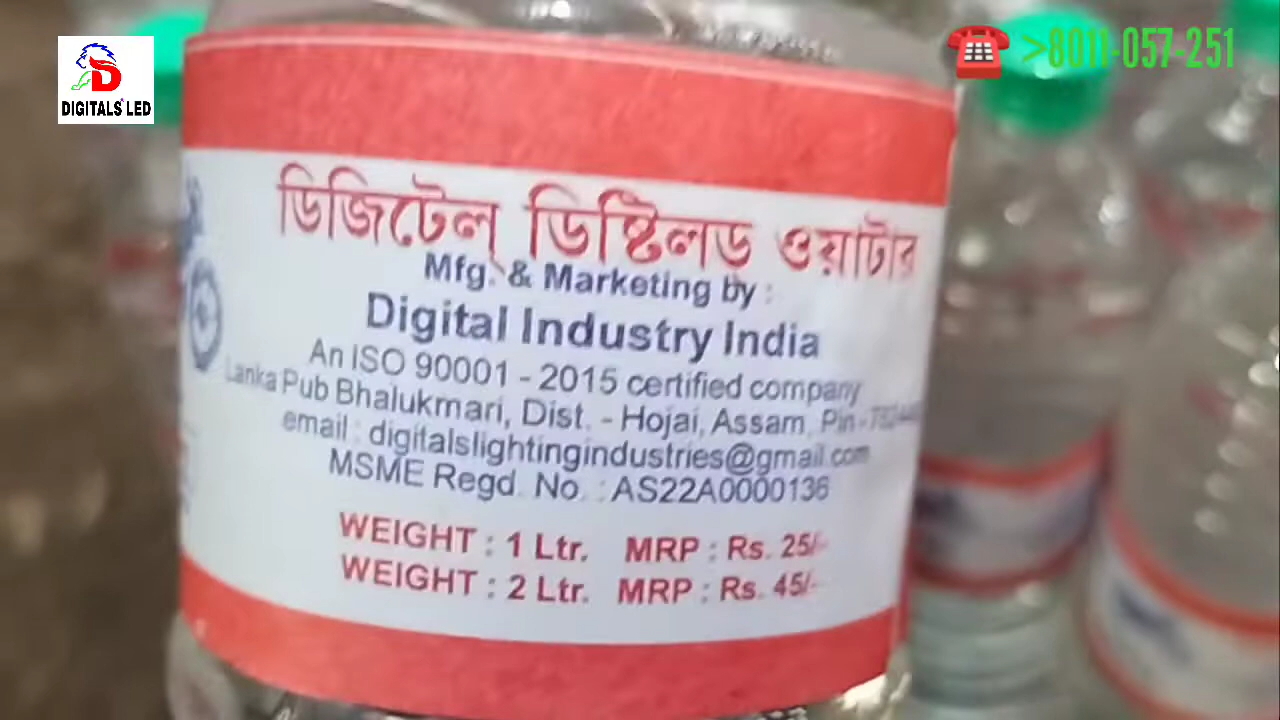 DIGITALS LED
>8011-057-251
ডিজিটেল্ ডিষ্টিলড্ ওয়াটার
Mfg. & Marketing by :
Digital Industry India
An ISO 90001 - 2015 certified company
Lanka Pub Bhalukmari, Dist. - Hojai, Assam, Pin -
email : digitalslightingindustries@gmail.com
MSME Regd. No. : AS22A0000136
WEIGHT : 1 Ltr. MRP : Rs. 25/-
WEIGHT : 2 Ltr. MRP : Rs. 45/-